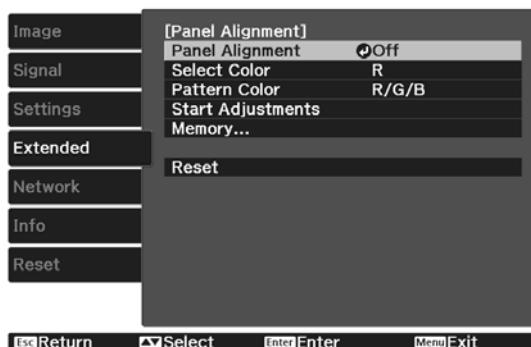 Image
Signal
Settings
Extended
Network
Info
Reset
[Panel Alignment]
Panel Alignment Off
Select Color R
Pattern Color R/G/B
Start Adjustments
Memory...
Reset
Esc Return Select Enter Enter Menu Exit